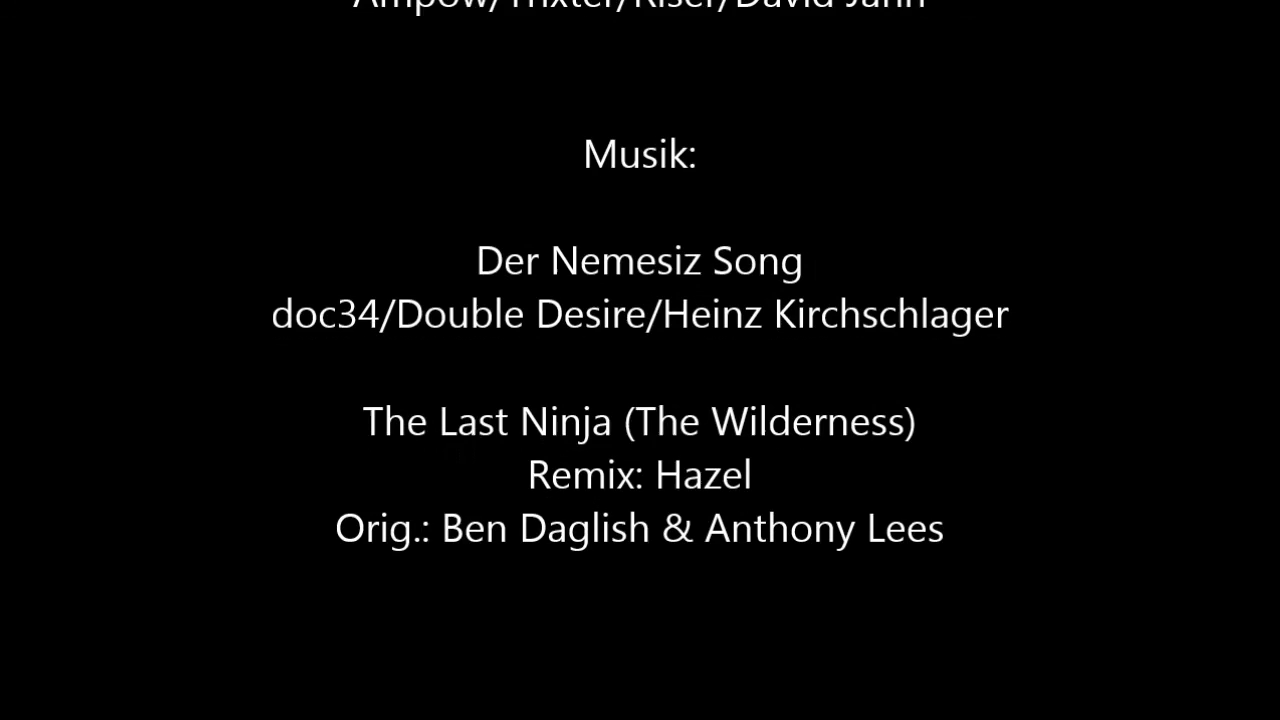 Musik:
Der Nemesiz Song
doc34/Double Desire/Heinz Kirchschlager
The Last Ninja (The Wilderness)
Remix: Hazel
Orig.: Ben Daglish & Anthony Lees